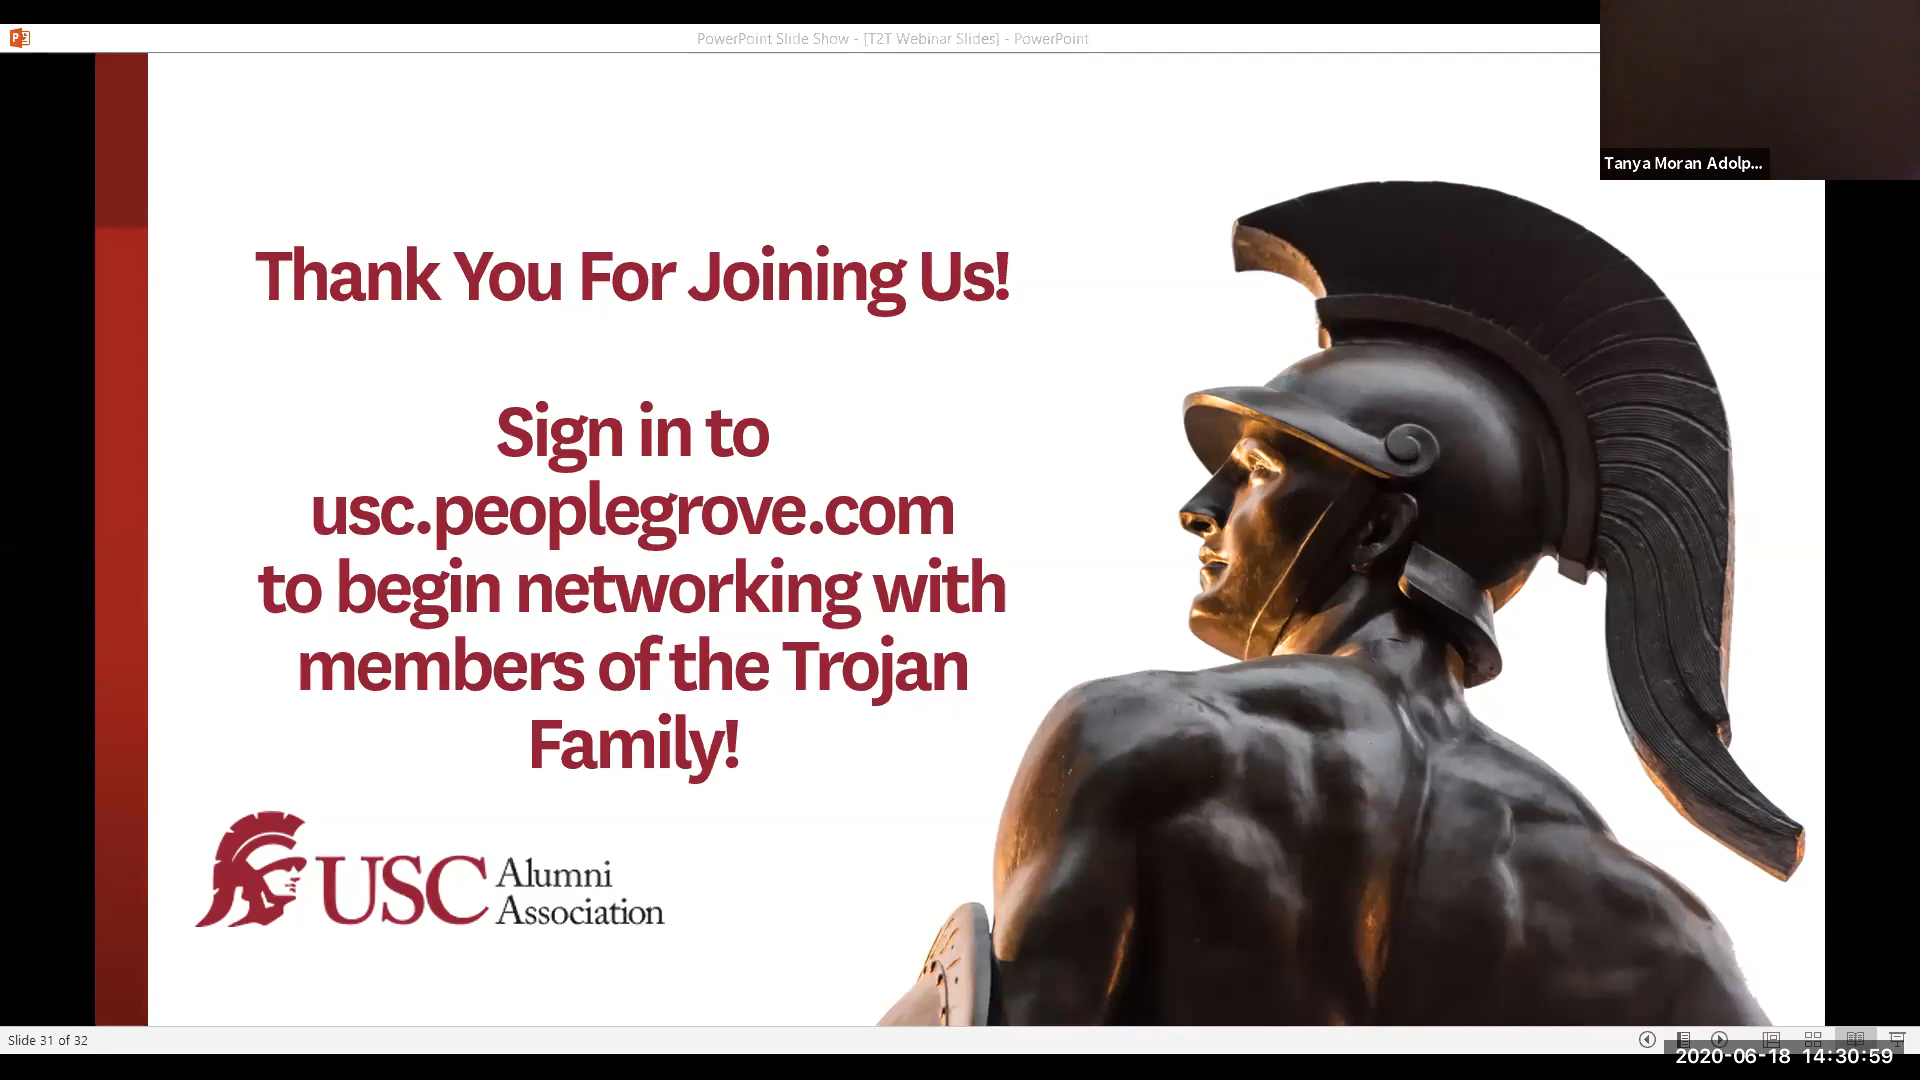 PowerPoint Slide Show - [T2T Webinar Slides] - PowerPoint
Tanya Moran Adolp...
Thank You For Joining Us!
Sign in to
usc.peoplegrove.com
to begin networking with
members of the Trojan
Family!
USC Alumni
Association
Slide 31 of 32
2020-06-18 14:30:59